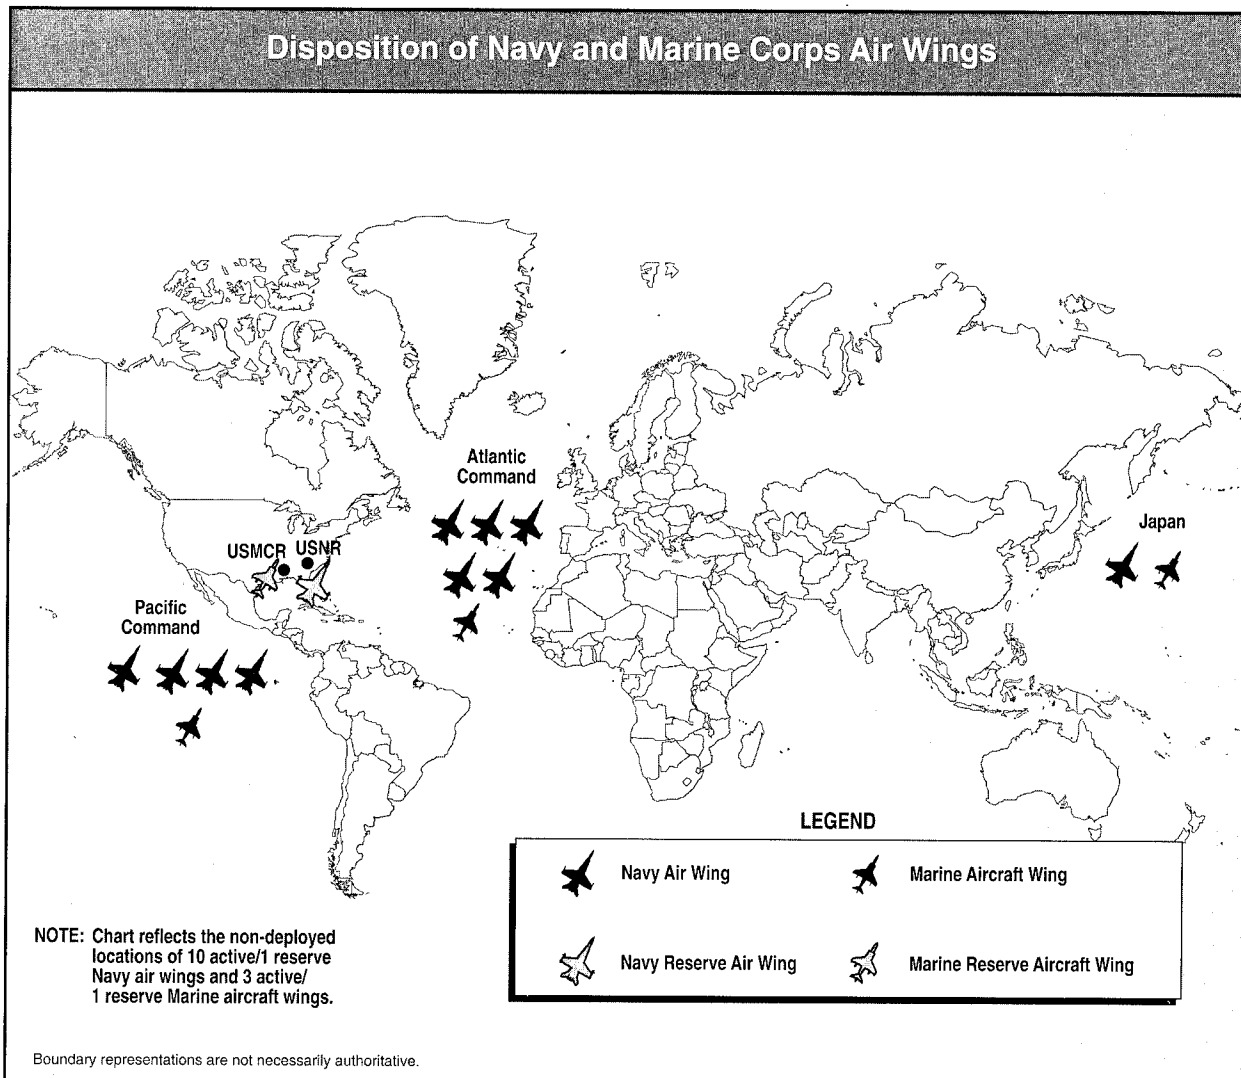 Disposition of Navy and Marine Corps Air Wings
Atlantic
Command
Japan
USMCR
USNR
Pacific
Command
LEGEND
Navy Air Wing
Marine Aircraft Wing
Navy Reserve Air Wing
Marine Reserve Aircraft Wing
NOTE: Chart reflects the non-deployed
locations of 10 active/1 reserve
Navy air wings and 3 active/
1 reserve Marine aircraft wings.
Boundary representations are not necessarily authoritative.